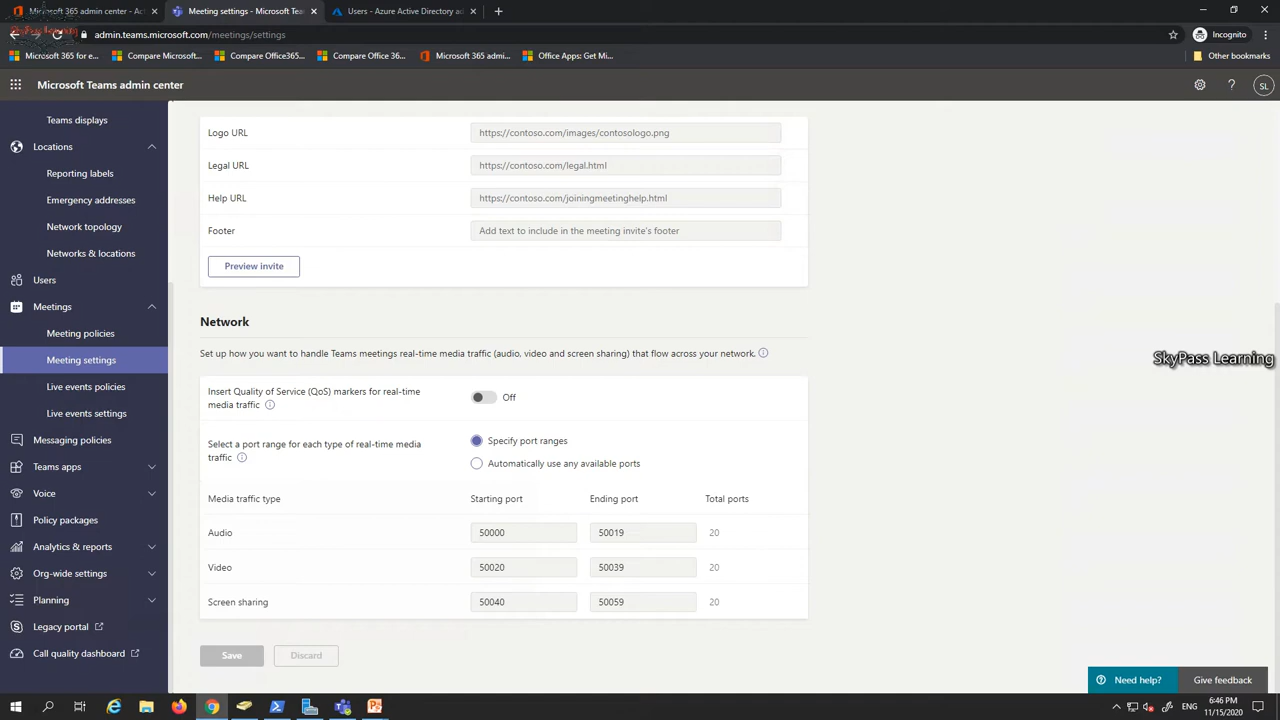 Microsoft 365 admin center - Ac
Meeting settings - Microsoft Tea
Users - Azure Active Directory ad
admin.teams.microsoft.com/meetings/settings
Incognito
Microsoft 365 for e...
Compare Microsoft...
Compare Office365...
Compare Office 36...
Microsoft 365 admi...
Office Apps: Get Mi...
Other bookmarks
Microsoft Teams admin center
SL
Teams displays
Locations
Reporting labels
Emergency addresses
Network topology
Networks & locations
Users
Meetings
Meeting policies
Meeting settings
Live events policies
Live events settings
Messaging policies
Teams apps
Voice
Policy packages
Analytics & reports
Org-wide settings
Planning
Legacy portal
Call quality dashboard
Logo URL
https://contoso.com/images/contosologo.png
Legal URL
https://contoso.com/legal.html
Help URL
https://contoso.com/joiningmeetinghelp.html
Footer
Add text to include in the meeting invite's footer
Preview invite
Network
Set up how you want to handle Teams meetings real-time media traffic (audio, video and screen sharing) that flow across your network.
Insert Quality of Service (QoS) markers for real-time
media traffic
Off
Select a port range for each type of real-time media
traffic
Specify port ranges
Automatically use any available ports
Media traffic type Starting port Ending port Total ports
Audio 50000 50019 20
Video 50020 50039 20
Screen sharing 50040 50059 20
Save
Discard
SkyPass Learning
Need help?
Give feedback
ENG
6:46 PM
11/15/2020